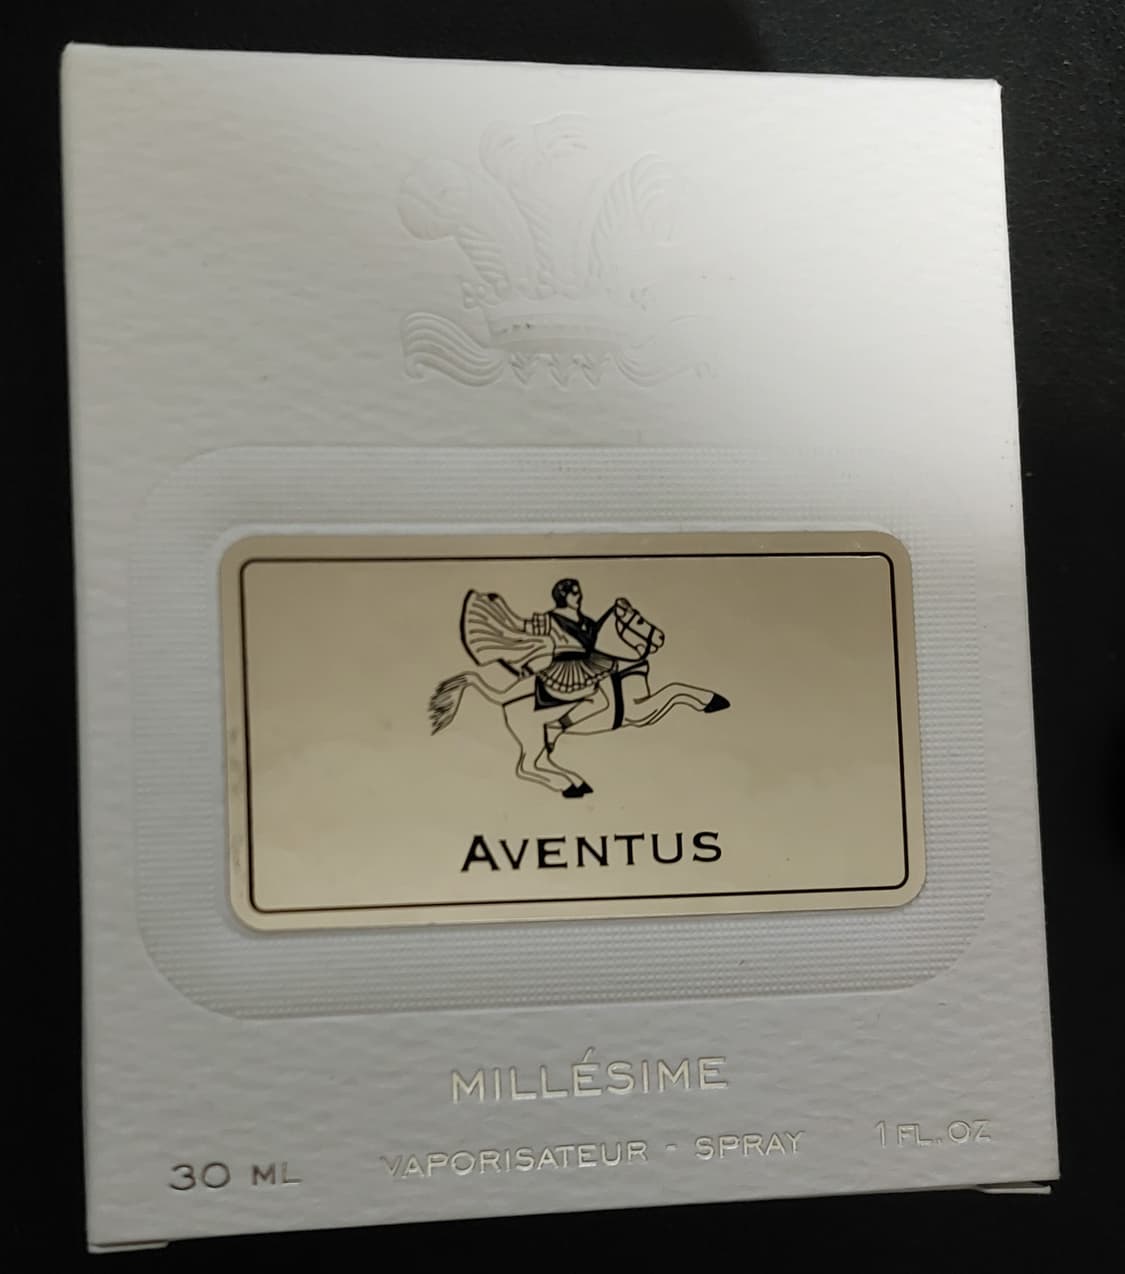 AVENTUS
MILLÉSIME
30 ML VAPORISATEUR - SPRAY 1 FL. OZ